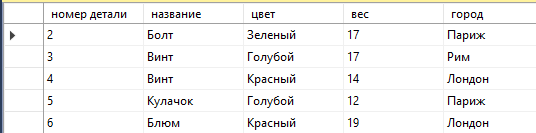 номер детали название цвет вес город
2 Болт Зеленый 17 Париж
3 Винт Голубой 17 Рим
4 Винт Красный 14 Лондон
5 Кулачок Голубой 12 Париж
6 Блюм Красный 19 Лондон